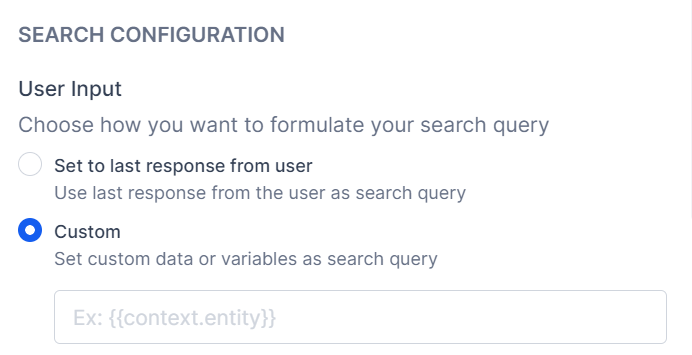 SEARCH CONFIGURATION
User Input
Choose how you want to formulate your search query
Set to last response from user
Use last response from the user as search query
Custom
Set custom data or variables as search query
Ex: {{context.entity}}